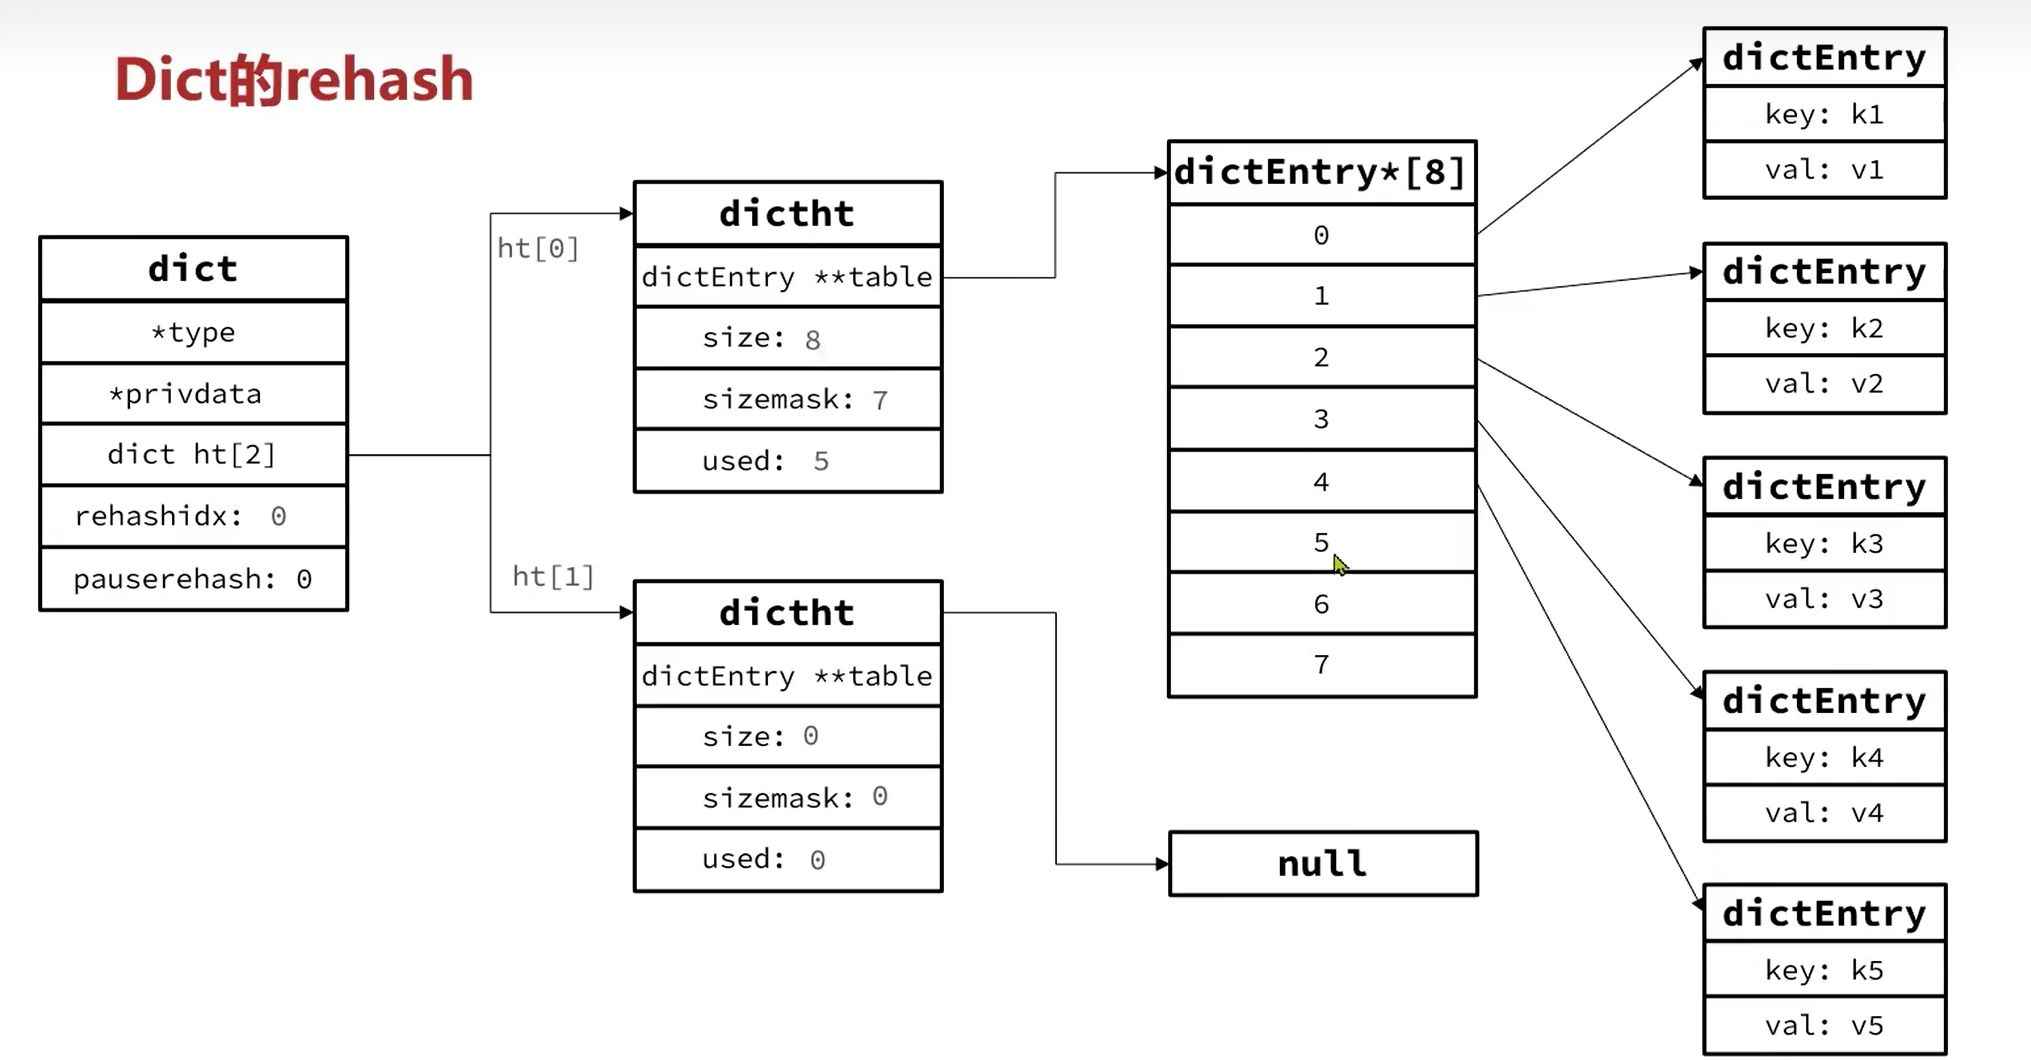 Dict的rehash
dict
*type
*privdata
dict ht[2]
rehashidx: 0
pauserehash: 0
ht[0]
dictht
dictEntry **table
size: 8
sizemask: 7
used: 5
ht[1]
dictht
dictEntry **table
size: 0
sizemask: 0
used: 0
dictEntry*[8]
0
1
2
3
4
5
6
7
null
dictEntry
key: k1
val: v1
dictEntry
key: k2
val: v2
dictEntry
key: k3
val: v3
dictEntry
key: k4
val: v4
dictEntry
key: k5
val: v5